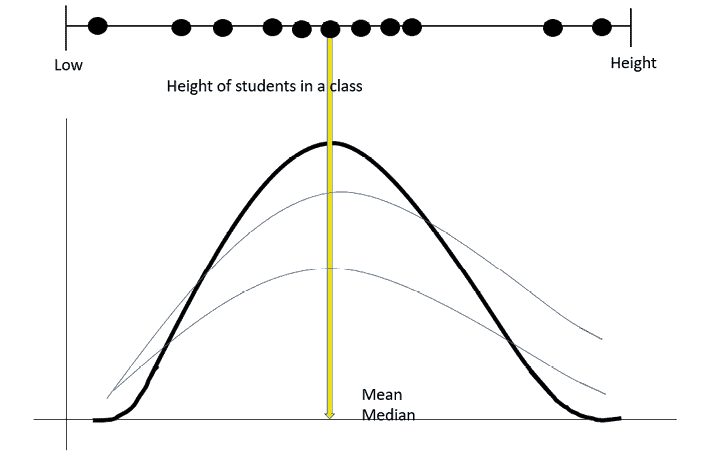 Low
Height
Height of students in a class
Mean
Median